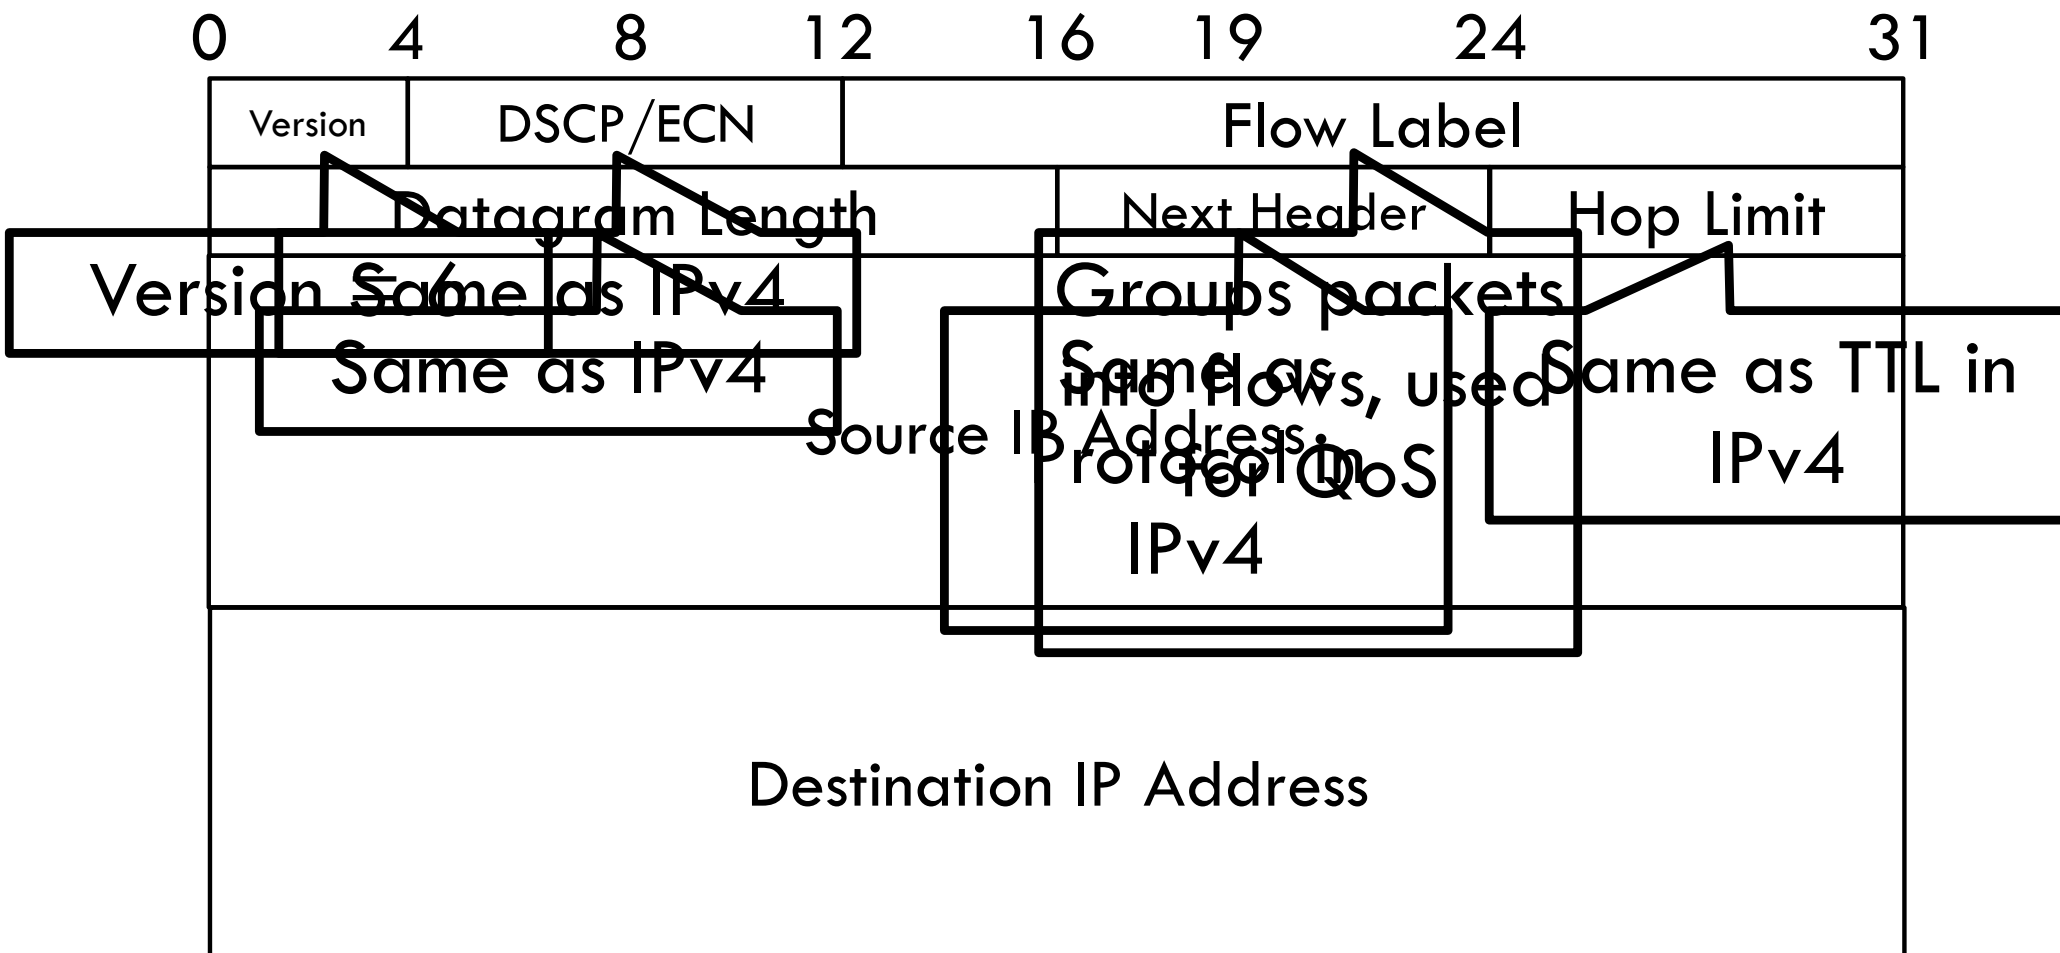 0 4 8 12 16 19 24 31
Version DSCP/ECN Flow Label
Datagram Length Next Header Hop Limit
Version = 6
Same as IPv4
Groups packets
into flows, used
for QoS
Same as IPv4
Same as
Protocol in
IPv4
Same as TTL in
IPv4
Source IP Address
Destination IP Address